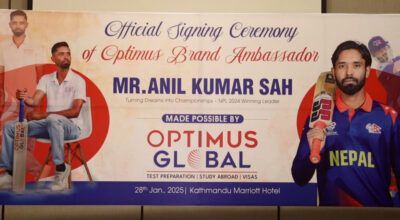 Official Signing Ceremony
of Optimus Brand Ambassador
MR. ANIL KUMAR SAH
Turning Dreams into Championships - NPL 2024 Winning Leader
MADE POSSIBLE BY
OPTIMUS
GLOBAL
TEST PREPARATION | STUDY ABROAD | VISAS
28 Jan., 2025 | Kathmandu Marriott Hotel
NEPAL